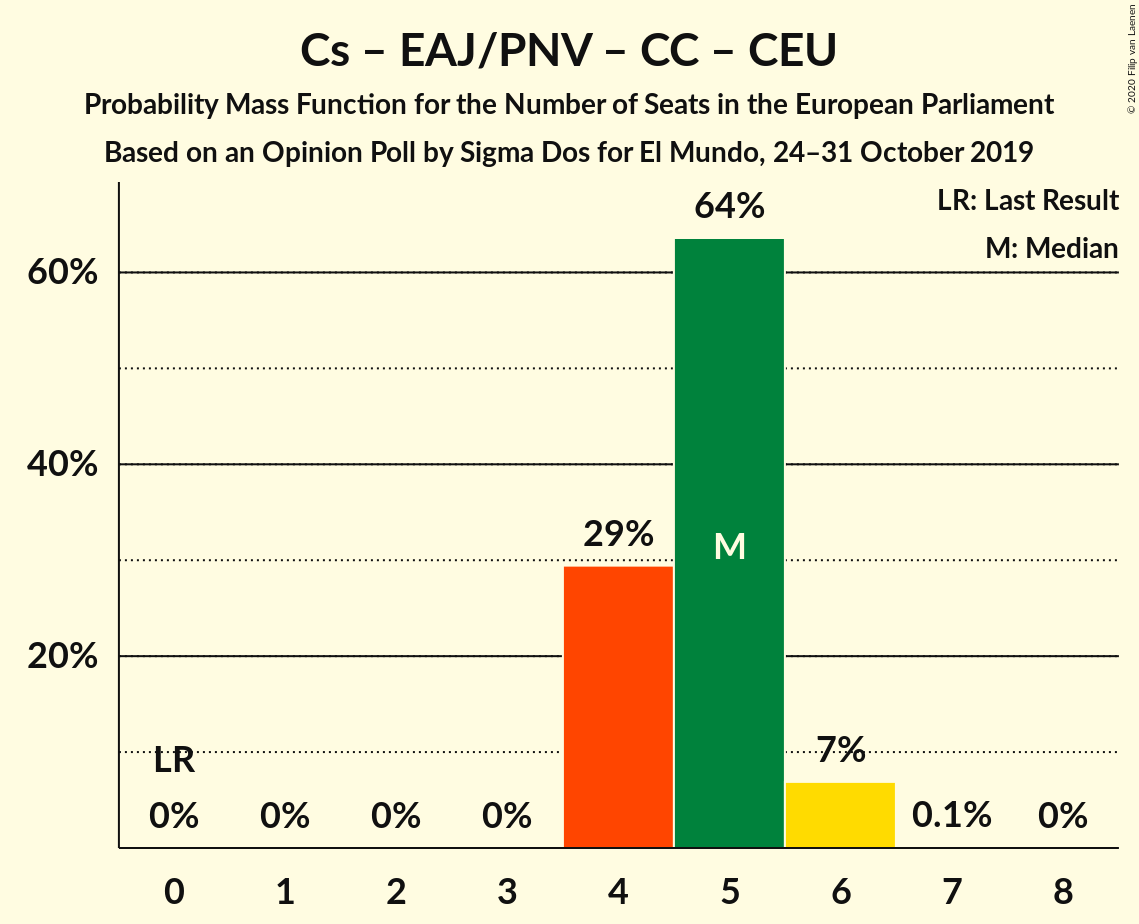 Cs – EAJ/PNV – CC – CEU
Probability Mass Function for the Number of Seats in the European Parliament
Based on an Opinion Poll by Sigma Dos for El Mundo, 24–31 October 2019
© 2020 Filip van Laenen
LR: Last Result
M: Median
64%
60%
40%
29%
M
20%
LR
7%
0% 0% 0% 0% 0.1% 0%
0 1 2 3 4 5 6 7 8